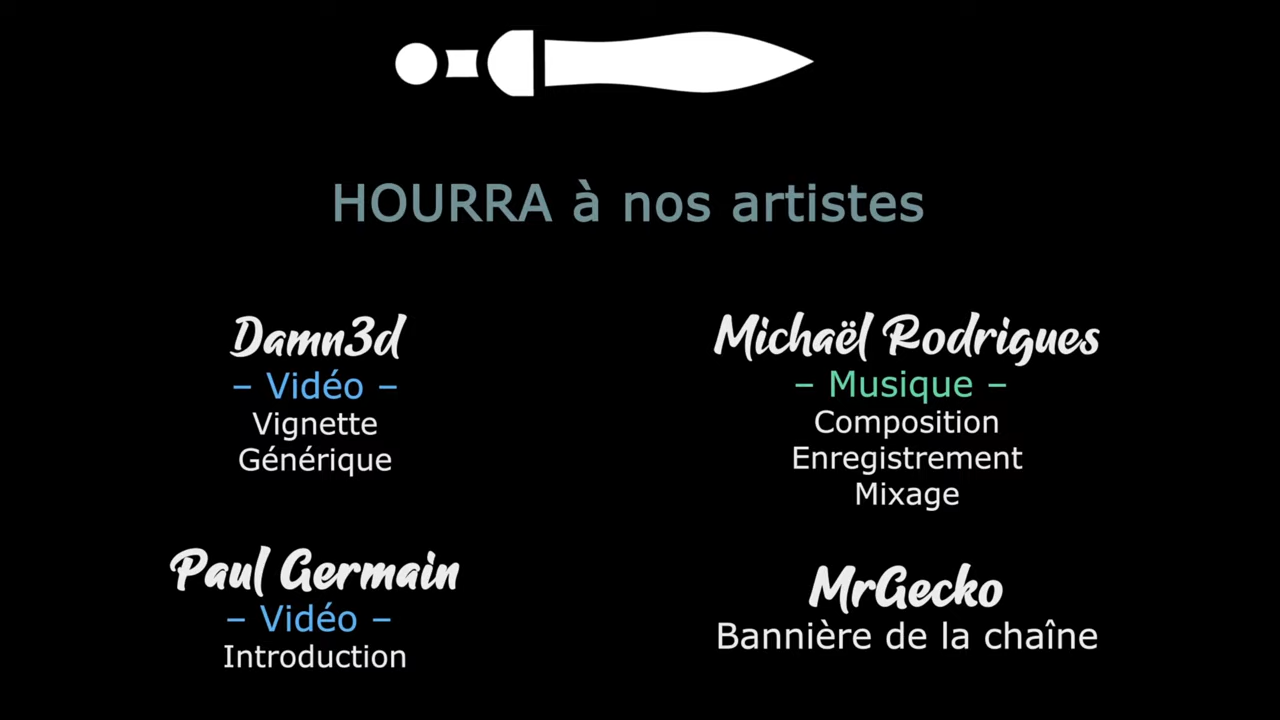 HOURRA à nos artistes
Damn3d
– Vidéo –
Vignette
Générique
Michaël Rodrigues
– Musique –
Composition
Enregistrement
Mixage
Paul Germain
– Vidéo –
Introduction
MrGecko
Bannière de la chaîne